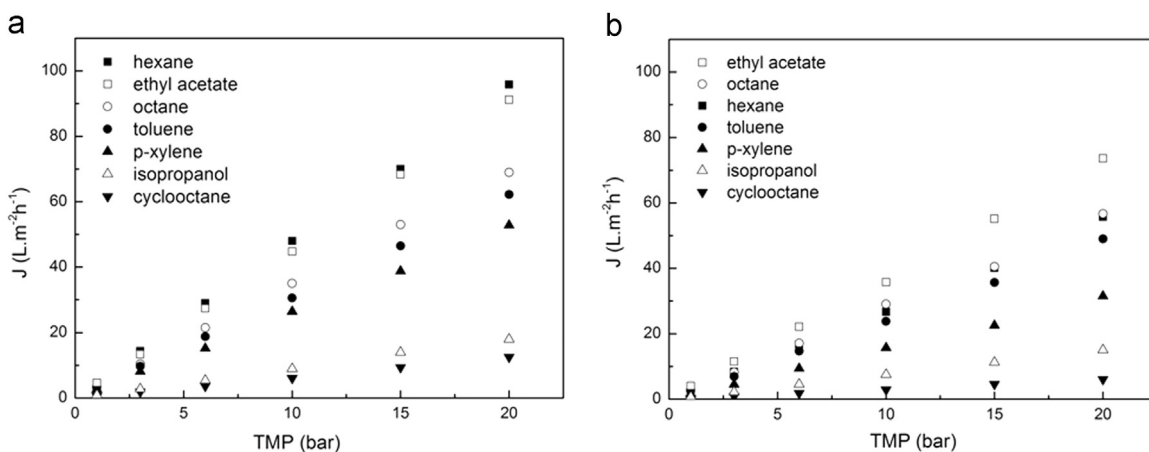 a
hexane
ethyl acetate
octane
toluene
p-xylene
isopropanol
cyclooctane
100
80
60
40
20
0
J (L.m⁻²h⁻¹)
0 5 10 15 20
TMP (bar)
b
ethyl acetate
octane
hexane
toluene
p-xylene
isopropanol
cyclooctane
100
80
60
40
20
0
J (L.m⁻²h⁻¹)
0 5 10 15 20
TMP (bar)